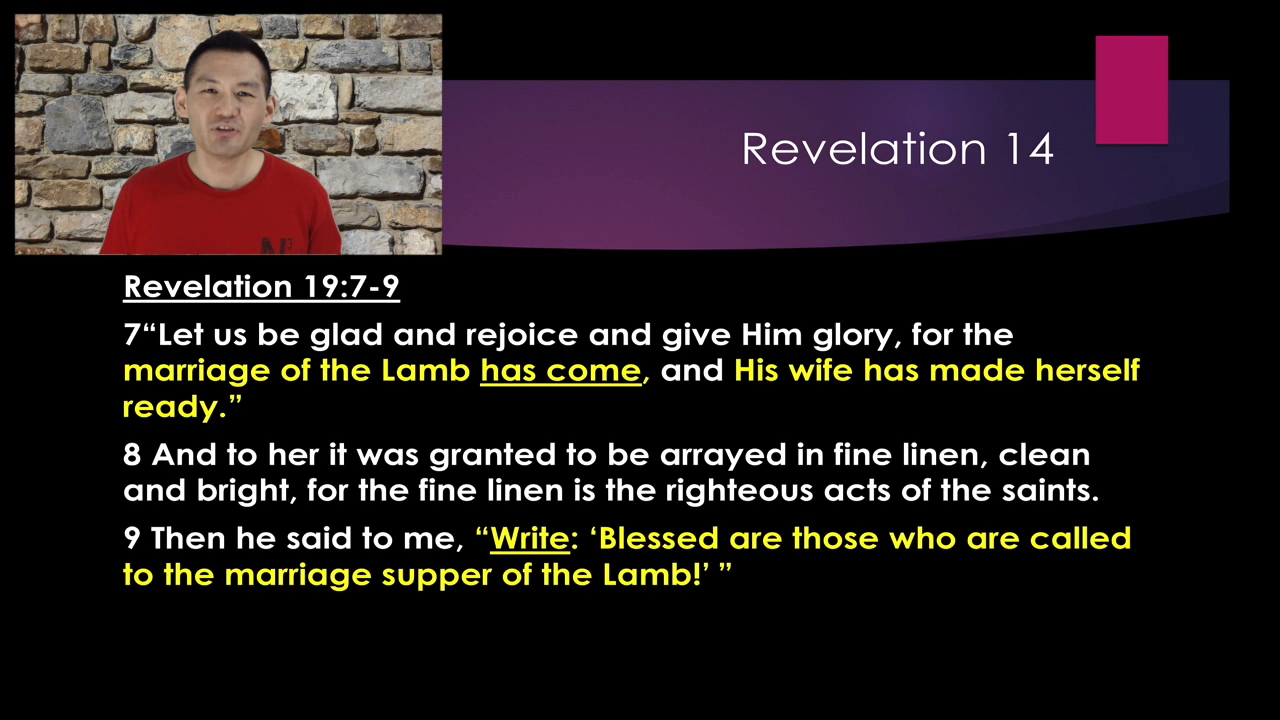 Revelation 14
Revelation 19:7-9
7“Let us be glad and rejoice and give Him glory, for the
marriage of the Lamb has come, and His wife has made herself
ready.”
8 And to her it was granted to be arrayed in fine linen, clean
and bright, for the fine linen is the righteous acts of the saints.
9 Then he said to me, “Write: ‘Blessed are those who are called
to the marriage supper of the Lamb!’ ”